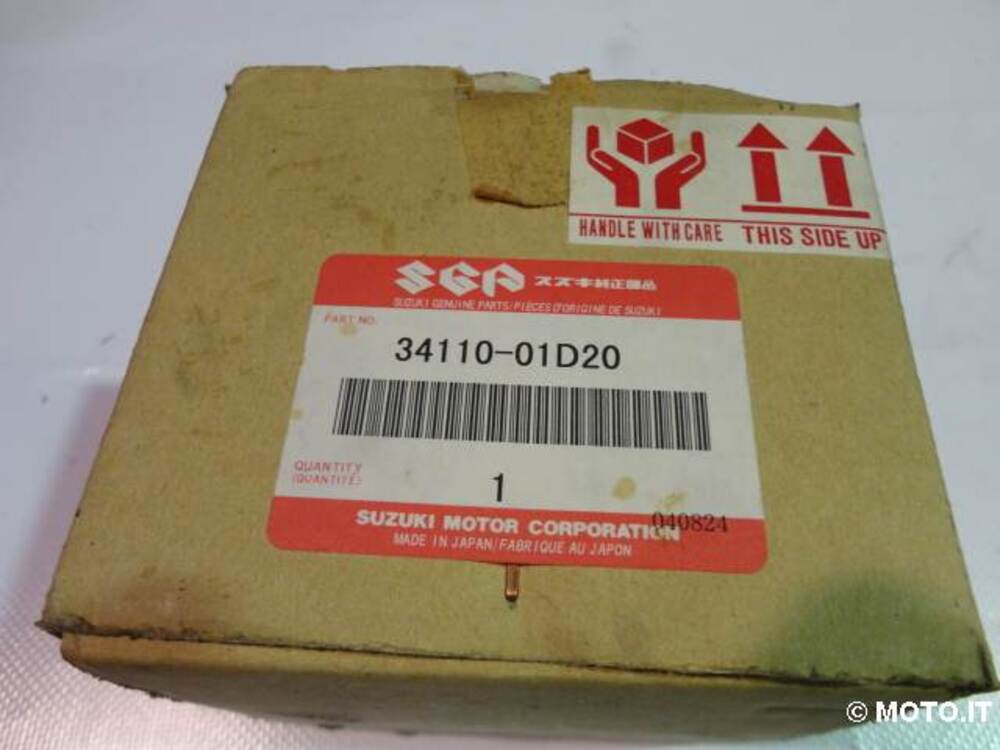 HANDLE WITH CARE THIS SIDE UP
SGP スズキ純正部品
SUZUKI GENUINE PARTS/PIÈCES D'ORIGINE DE SUZUKI
PART NO.
34110-01D20
QUANTITY
(QUANTITÉ)
1
040824
SUZUKI MOTOR CORPORATION
MADE IN JAPAN/FABRIQUE AU JAPON
© MOTO.IT